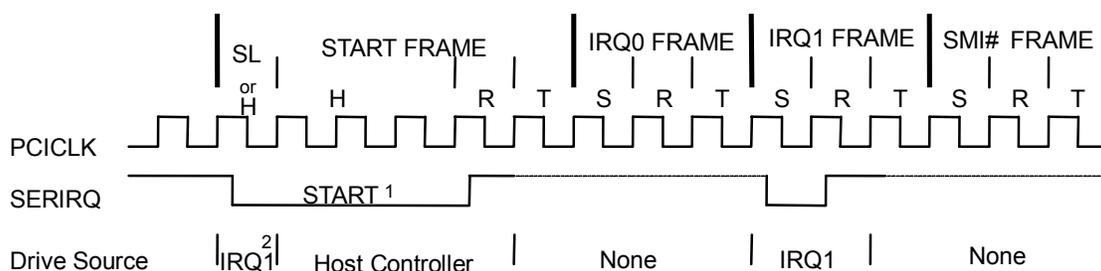 SL
or
H
START FRAME
IRQ0 FRAME
IRQ1 FRAME
SMI# FRAME
H R T S R T S R T S R T
PCICLK
SERIRQ
START 1
Drive Source
IRQ1 2
Host Controller
None
IRQ1
None